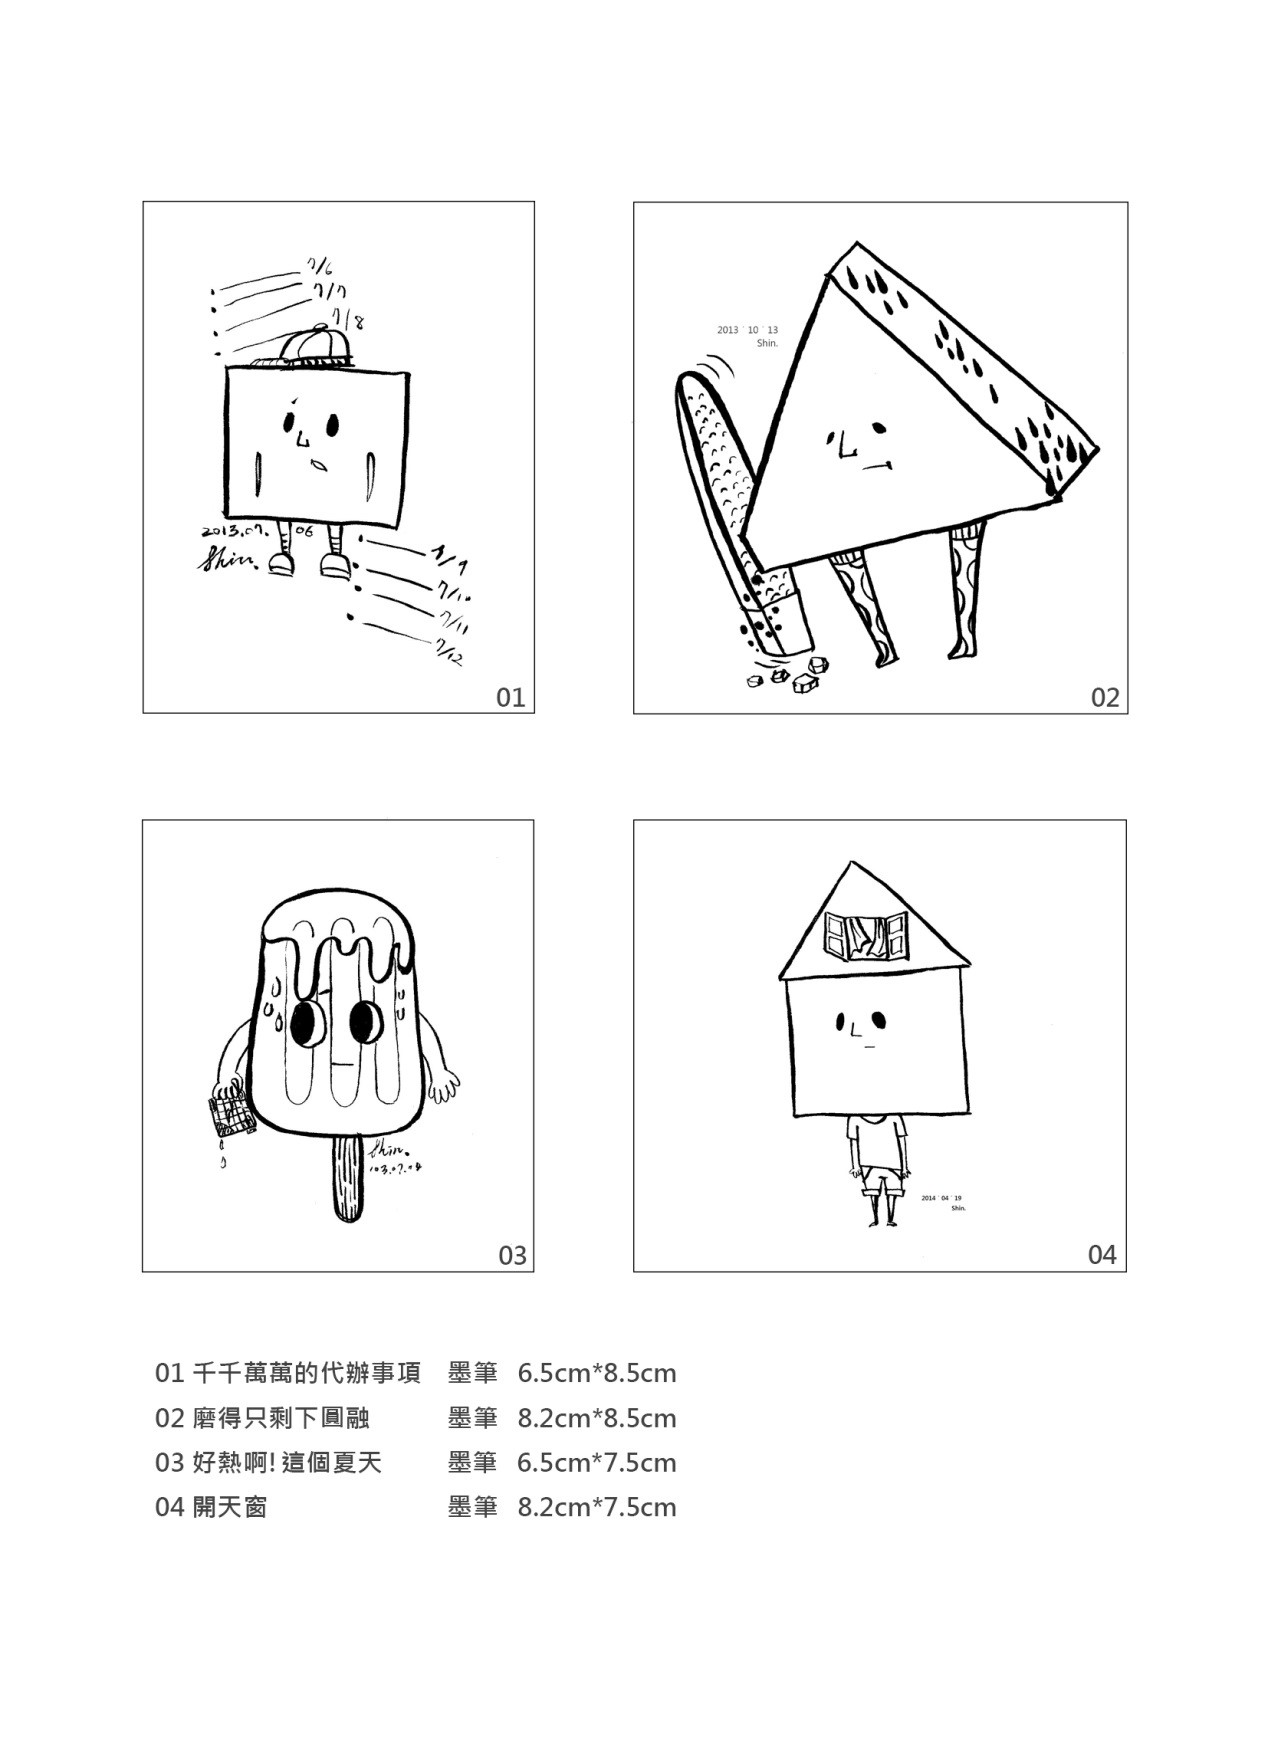 7/6
7/7
7/8
2013.07. 06
Shin.
7/9
7/10
7/11
7/12
01
2013 ˙ 10 ˙ 13
Shin.
02
Shin.
103.07.04
03
2014 ˙ 04 ˙ 19
Shin.
04
01 千千萬萬的代辦事項 墨筆 6.5cm*8.5cm
02 磨得只剩下圓融 墨筆 8.2cm*8.5cm
03 好熱啊! 這個夏天 墨筆 6.5cm*7.5cm
04 開天窗 墨筆 8.2cm*7.5cm